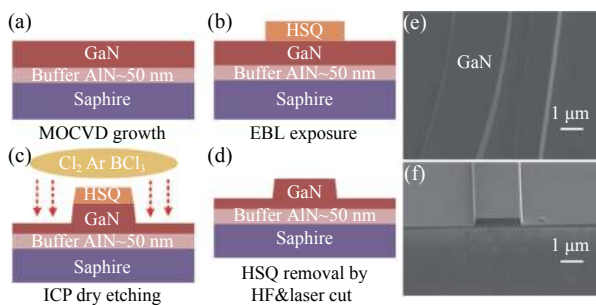 (a)
GaN
Buffer AlN~50 nm
Saphire
MOCVD growth
(b)
HSQ
GaN
Buffer AlN~50 nm
Saphire
EBL exposure
(c)
Cl2 Ar BCl3
HSQ
GaN
Buffer AlN~50 nm
Saphire
ICP dry etching
(d)
GaN
Buffer AlN~50 nm
Saphire
HSQ removal by
HF&laser cut
(e)
GaN
1 μm
(f)
1 μm